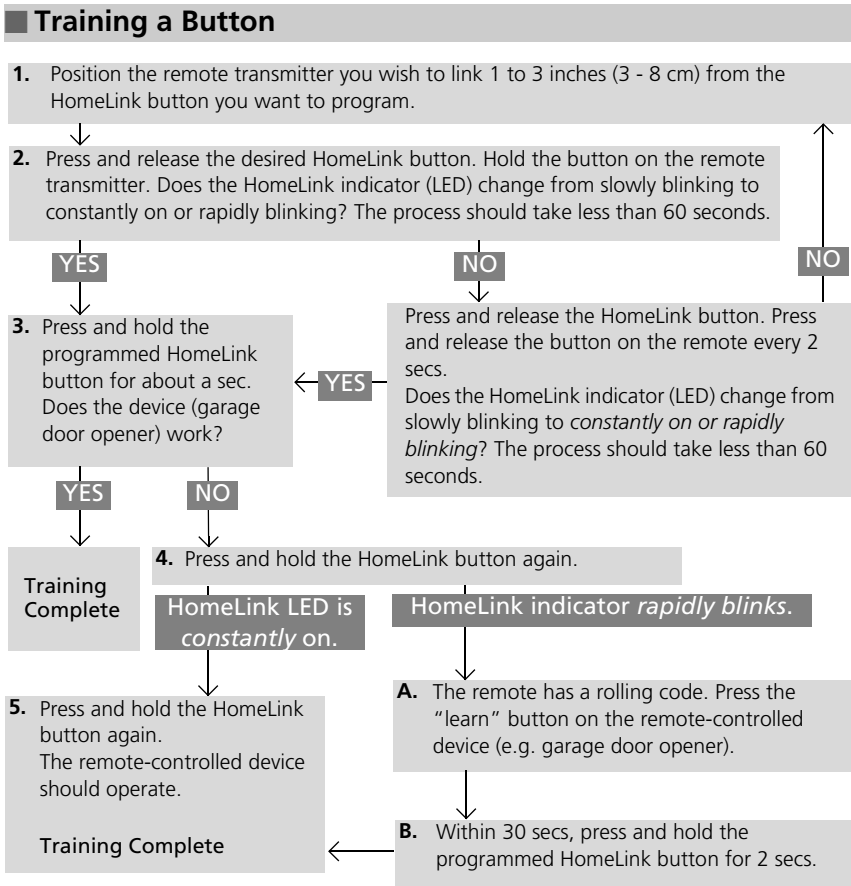 Training a Button
1. Position the remote transmitter you wish to link 1 to 3 inches (3 - 8 cm) from the
HomeLink button you want to program.
2. Press and release the desired HomeLink button. Hold the button on the remote
transmitter. Does the HomeLink indicator (LED) change from slowly blinking to
constantly on or rapidly blinking? The process should take less than 60 seconds.
YES
NO
NO
3. Press and hold the
programmed HomeLink
button for about a sec.
Does the device (garage
door opener) work?
YES
Press and release the HomeLink button. Press
and release the button on the remote every 2
secs.
Does the HomeLink indicator (LED) change from
slowly blinking to constantly on or rapidly
blinking? The process should take less than 60
seconds.
YES
NO
Training
Complete
4. Press and hold the HomeLink button again.
HomeLink LED is
constantly on.
HomeLink indicator rapidly blinks.
5. Press and hold the HomeLink
button again.
The remote-controlled device
should operate.
Training Complete
A. The remote has a rolling code. Press the
“learn” button on the remote-controlled
device (e.g. garage door opener).
B. Within 30 secs, press and hold the
programmed HomeLink button for 2 secs.